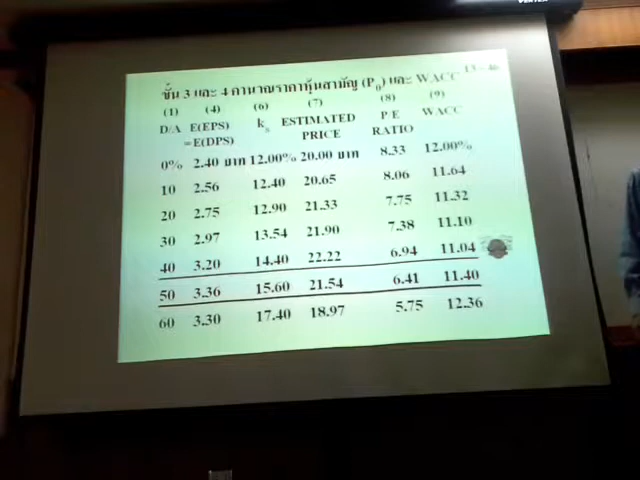 13 - 46
ขั้น 3 และ 4 คำนวณราคาหุ้นสามัญ (P0) และ WACC
(1) (4) (6) (7) (8) (9)
D/A E(EPS) ks ESTIMATED P E WACC
=E(DPS) PRICE RATIO
0% 2.40 บาท 12.00% 20.00 บาท 8.33 12.00%
10 2.56 12.40 20.65 8.06 11.64
20 2.75 12.90 21.33 7.75 11.32
30 2.97 13.54 21.90 7.38 11.10
40 3.20 14.40 22.22 6.94 11.04
50 3.36 15.60 21.54 6.41 11.40
60 3.30 17.40 18.97 5.75 12.36